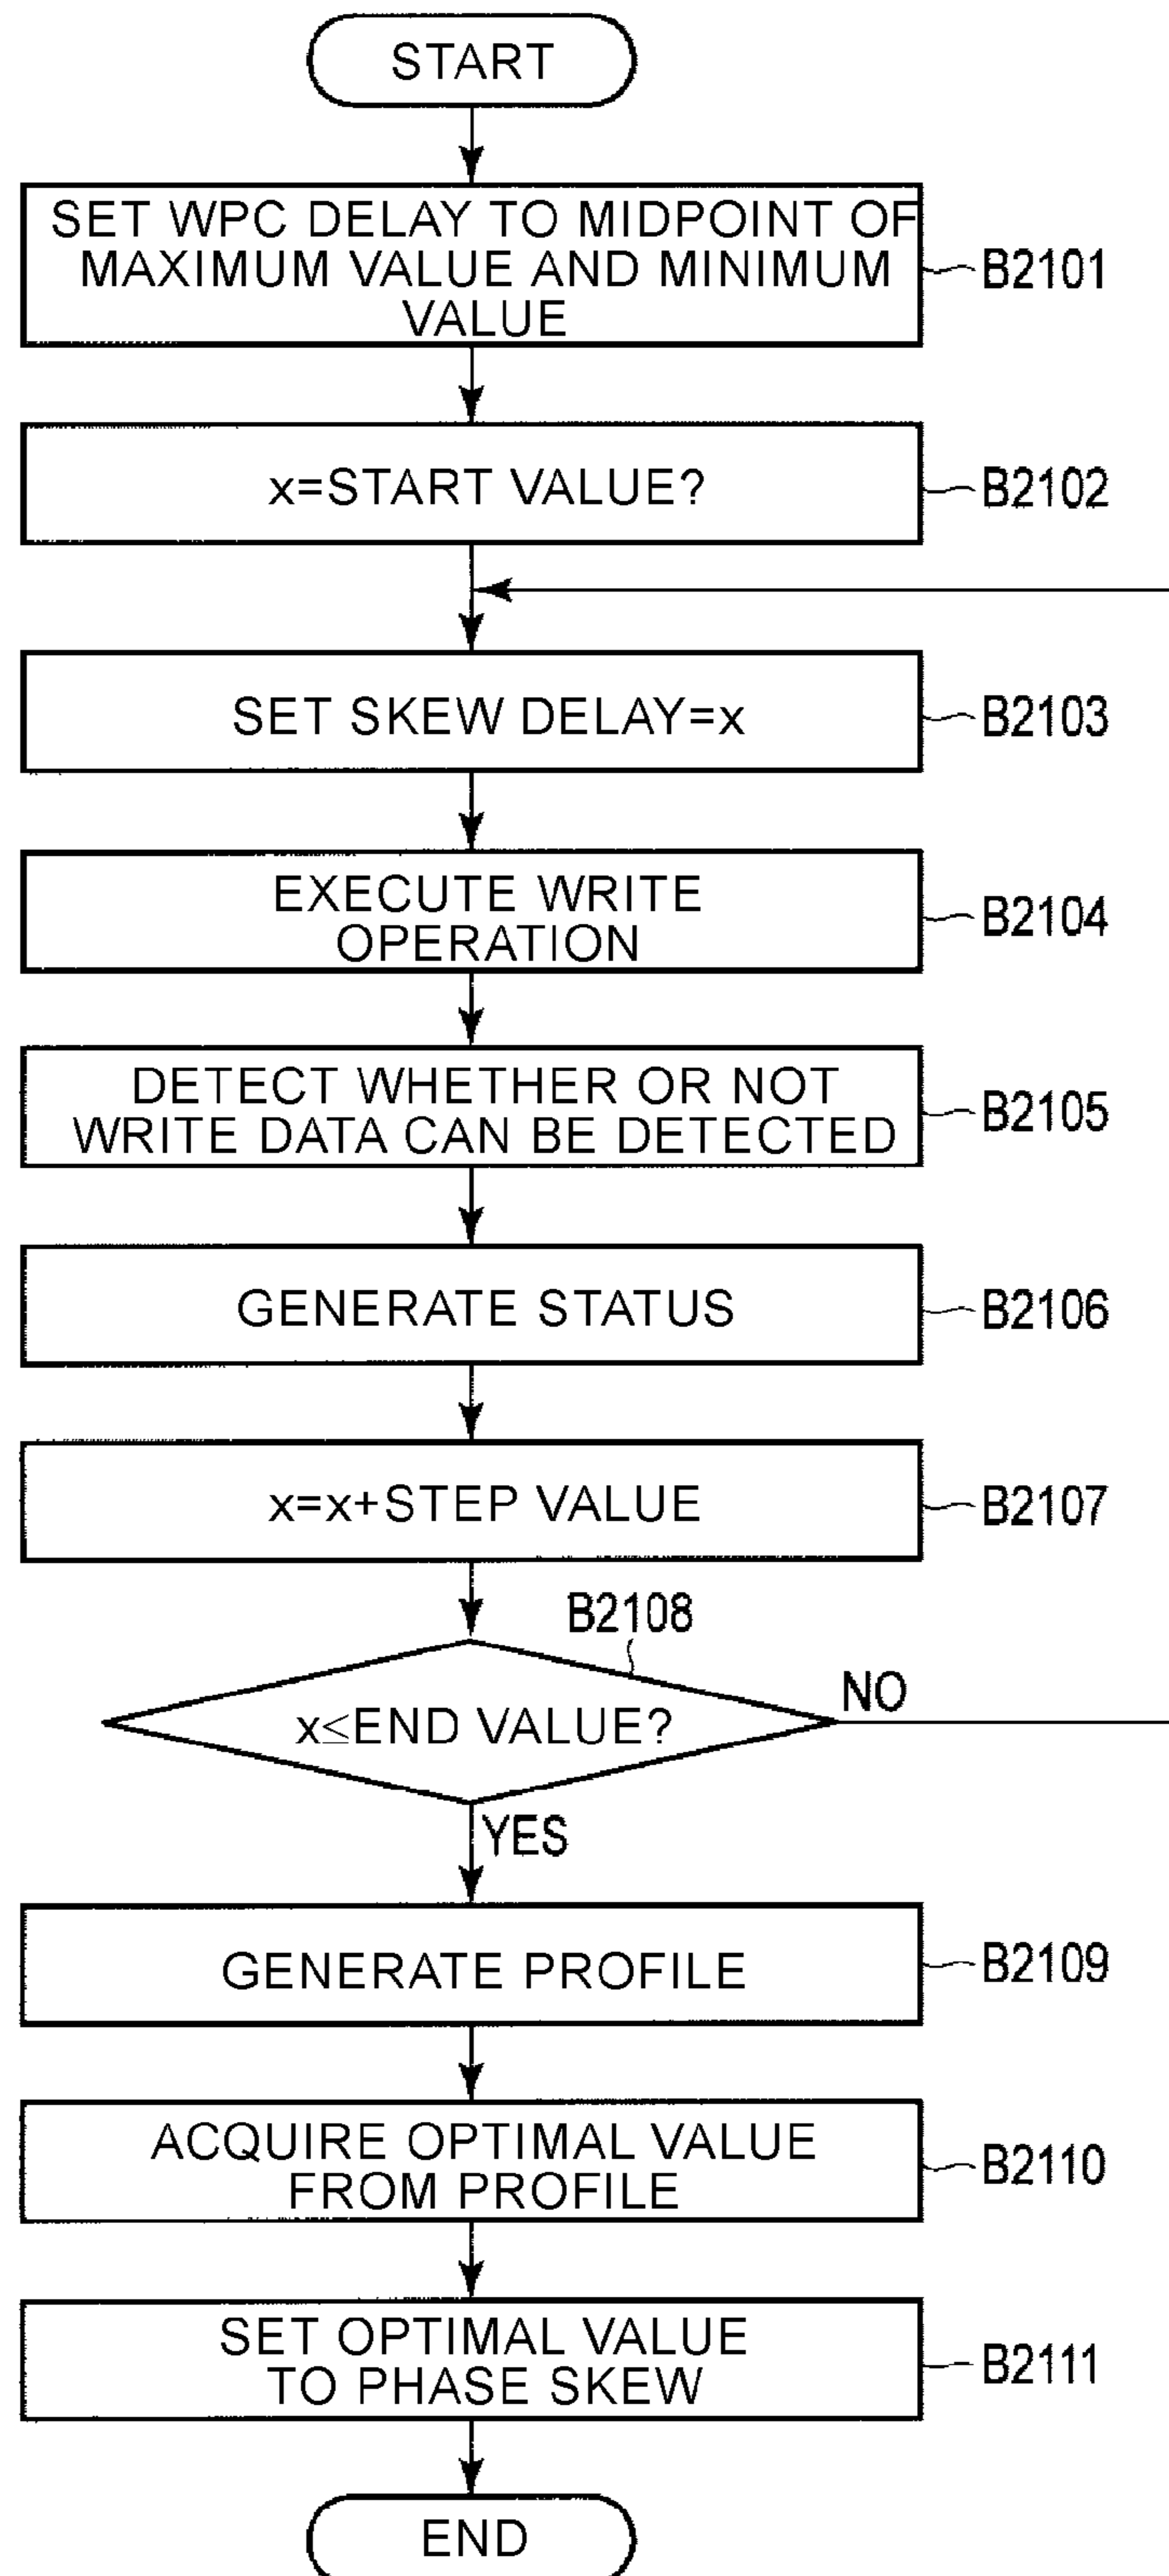 START
SET WPC DELAY TO MIDPOINT OF
MAXIMUM VALUE AND MINIMUM
VALUE
B2101
x=START VALUE?
B2102
SET SKEW DELAY=x
B2103
EXECUTE WRITE
OPERATION
B2104
DETECT WHETHER OR NOT
WRITE DATA CAN BE DETECTED
B2105
GENERATE STATUS
B2106
x=x+STEP VALUE
B2107
B2108
x≤END VALUE?
NO
YES
GENERATE PROFILE
B2109
ACQUIRE OPTIMAL VALUE
FROM PROFILE
B2110
SET OPTIMAL VALUE
TO PHASE SKEW
B2111
END